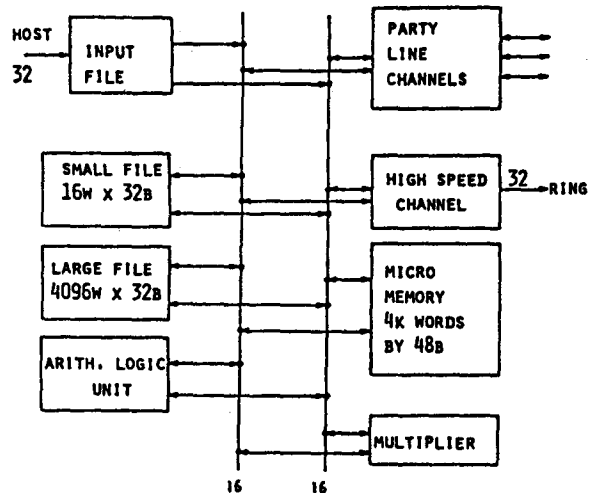 HOST
32
INPUT
FILE
PARTY
LINE
CHANNELS
SMALL FILE
16W X 32B
HIGH SPEED
CHANNEL
32
RING
LARGE FILE
4096W X 32B
MICRO
MEMORY
4K WORDS
BY 48B
ARITH. LOGIC
UNIT
MULTIPLIER
16
16